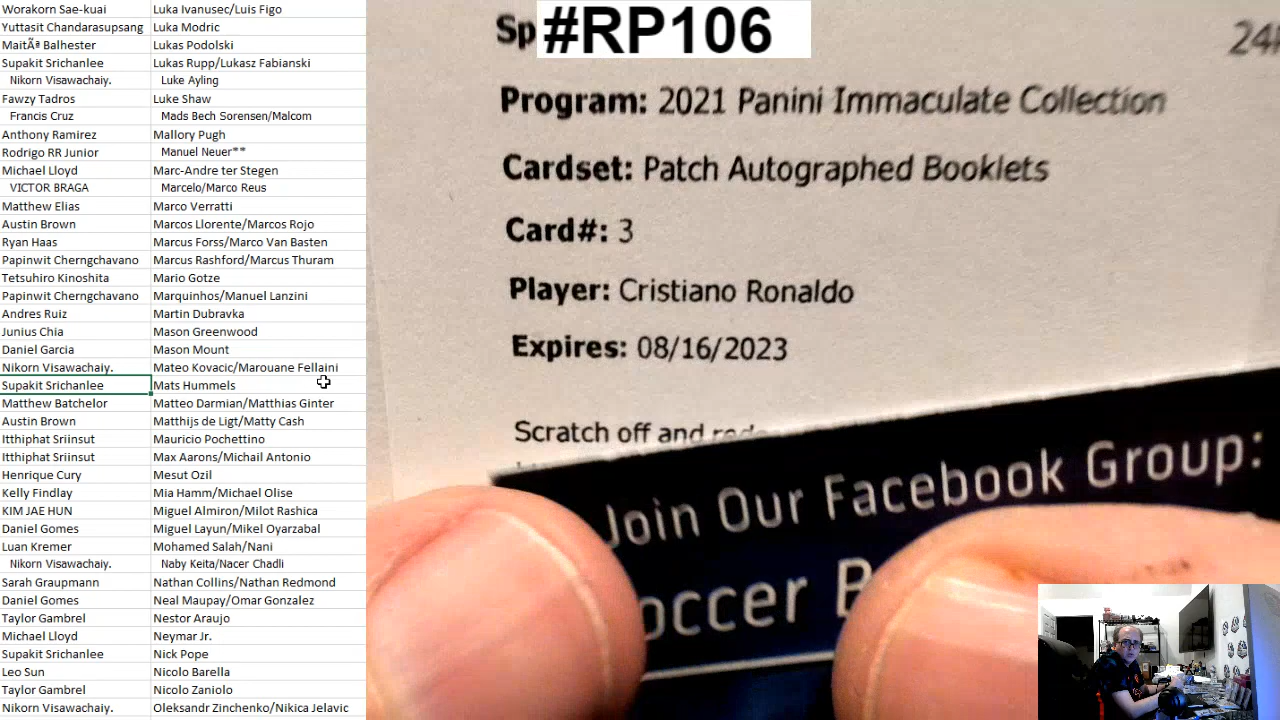 Worakorn Sae-kuai Luka Ivanusec/Luis Figo
Yuttasit Chandarasupsang Luka Modric
Maitê Balhester Lukas Podolski
Supakit Srichanlee Lukas Rupp/Lukasz Fabianski
Nikorn Visawachaiy. Luke Ayling
Fawzy Tadros Luke Shaw
Francis Cruz Mads Bech Sorensen/Malcom
Anthony Ramirez Mallory Pugh
Rodrigo RR Junior Manuel Neuer**
Michael Lloyd Marc-Andre ter Stegen
VICTOR BRAGA Marcelo/Marco Reus
Matthew Elias Marco Verratti
Austin Brown Marcos Llorente/Marcos Rojo
Ryan Haas Marcus Forss/Marco Van Basten
Papinwit Cherngchavano Marcus Rashford/Marcus Thuram
Tetsuhiro Kinoshita Mario Gotze
Papinwit Cherngchavano Marquinhos/Manuel Lanzini
Andres Ruiz Martin Dubravka
Junius Chia Mason Greenwood
Daniel Garcia Mason Mount
Nikorn Visawachaiy. Mateo Kovacic/Marouane Fellaini
Supakit Srichanlee Mats Hummels
Matthew Batchelor Matteo Darmian/Matthias Ginter
Austin Brown Matthijs de Ligt/Matty Cash
Itthiphat Sriinsut Mauricio Pochettino
Itthiphat Sriinsut Max Aarons/Michail Antonio
Henrique Cury Mesut Ozil
Kelly Findlay Mia Hamm/Michael Olise
KIM JAE HUN Miguel Almiron/Milot Rashica
Daniel Gomes Miguel Layun/Mikel Oyarzabal
Luan Kremer Mohamed Salah/Nani
Nikorn Visawachaiy. Naby Keita/Nacer Chadli
Sarah Graupmann Nathan Collins/Nathan Redmond
Daniel Gomes Neal Maupay/Omar Gonzalez
Taylor Gambrel Nestor Araujo
Michael Lloyd Neymar Jr.
Supakit Srichanlee Nick Pope
Leo Sun Nicolo Barella
Taylor Gambrel Nicolo Zaniolo
Nikorn Visawachaiy. Oleksandr Zinchenko/Nikica Jelavic
#RP106
Program: 2021 Panini Immaculate Collection
Cardset: Patch Autographed Booklets
Card#: 3
Player: Cristiano Ronaldo
Expires: 08/16/2023
Scratch off and
Join Our Facebook Group:
occer B